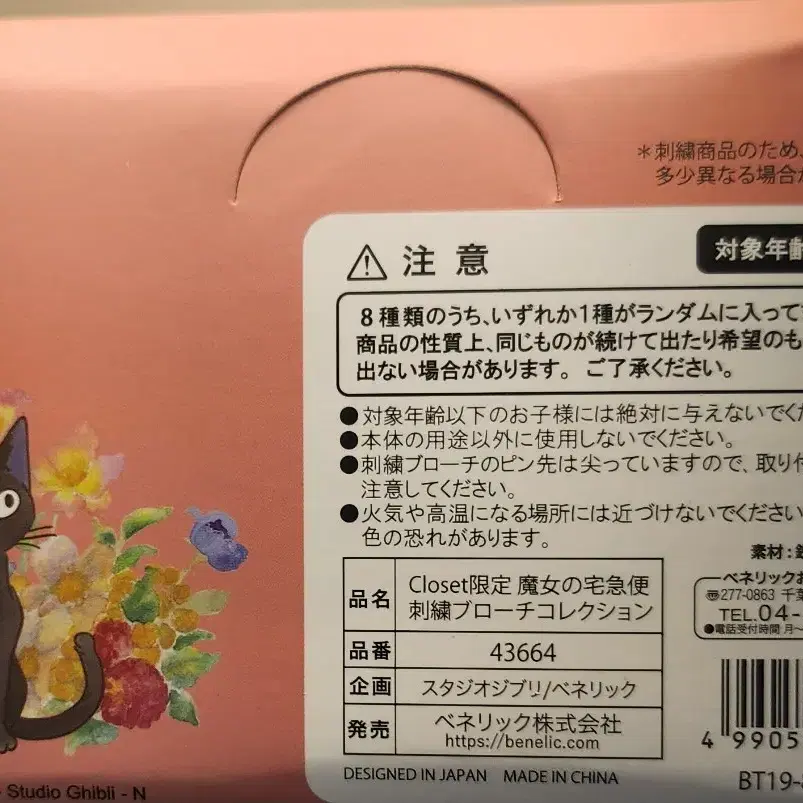 ＊刺繍商品のため、
多少異なる場合が
注意
対象年齢
8種類のうち、いずれか1種がランダムに入って
商品の性質上、同じものが続けて出たり希望のも
出ない場合があります。 ご了承ください。
●対象年齢以下のお子様には絶対に与えないでくだ
●本体の用途以外に使用しないでください。
●刺繍ブローチのピン先は尖っていますので、取り付
注意してください。
●火気や高温になる場所には近づけないでください
色の恐れがあります。
素材:
品名 Closet限定 魔女の宅急便
刺繍ブローチコレクション
品番 43664
企画 スタジオジブリ/ベネリック
発売 ベネリック株式会社
https://benelic.com
DESIGNED IN JAPAN MADE IN CHINA
ベネリックお
〠277-0863 千葉
TEL.04-
●電話受付時間 月～
4 9905
BT19-
Studio Ghibli - N